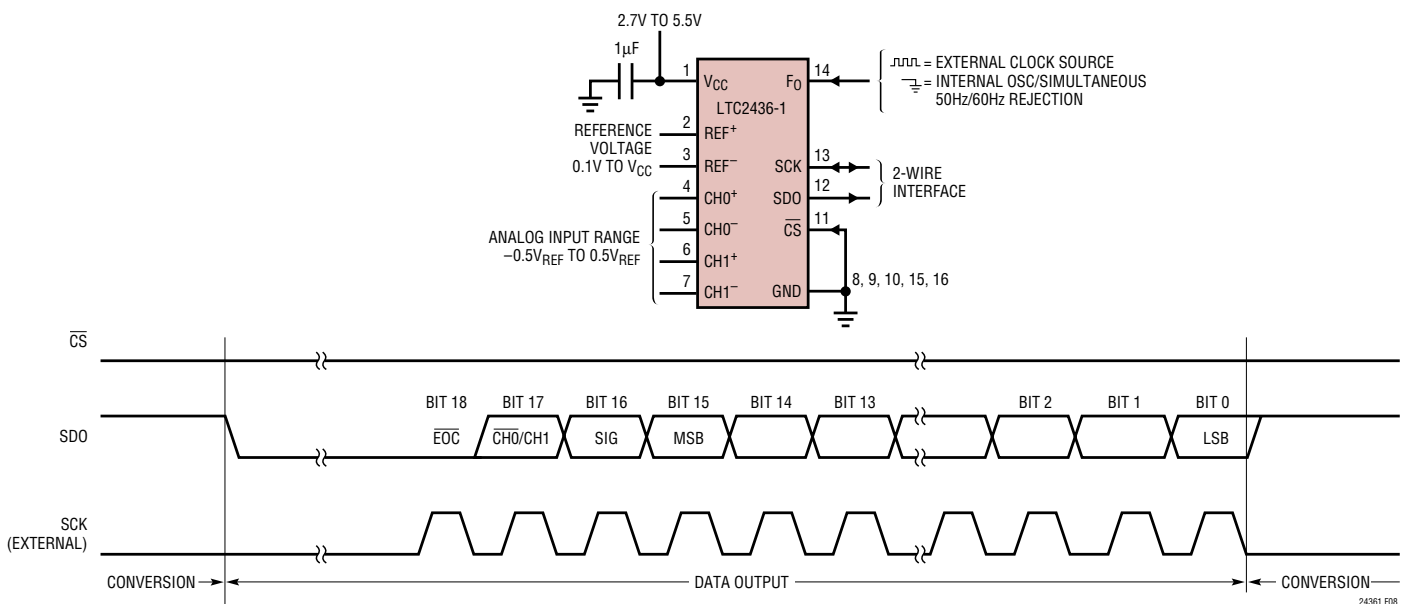 2.7V TO 5.5V
1µF
1
VCC
FO
14
= EXTERNAL CLOCK SOURCE
= INTERNAL OSC/SIMULTANEOUS
50Hz/60Hz REJECTION
LTC2436-1
REFERENCE
VOLTAGE
0.1V TO VCC
2
REF+
3
REF–
SCK
13
SDO
12
2-WIRE
INTERFACE
ANALOG INPUT RANGE
–0.5VREF TO 0.5VREF
4
CH0+
5
CH0–
CS
11
6
CH1+
7
CH1–
GND
8, 9, 10, 15, 16
CS
SDO
BIT 18
BIT 17
BIT 16
BIT 15
BIT 14
BIT 13
BIT 2
BIT 1
BIT 0
EOC
CH0/CH1
SIG
MSB
LSB
SCK
(EXTERNAL)
CONVERSION
DATA OUTPUT
CONVERSION
24361 F08